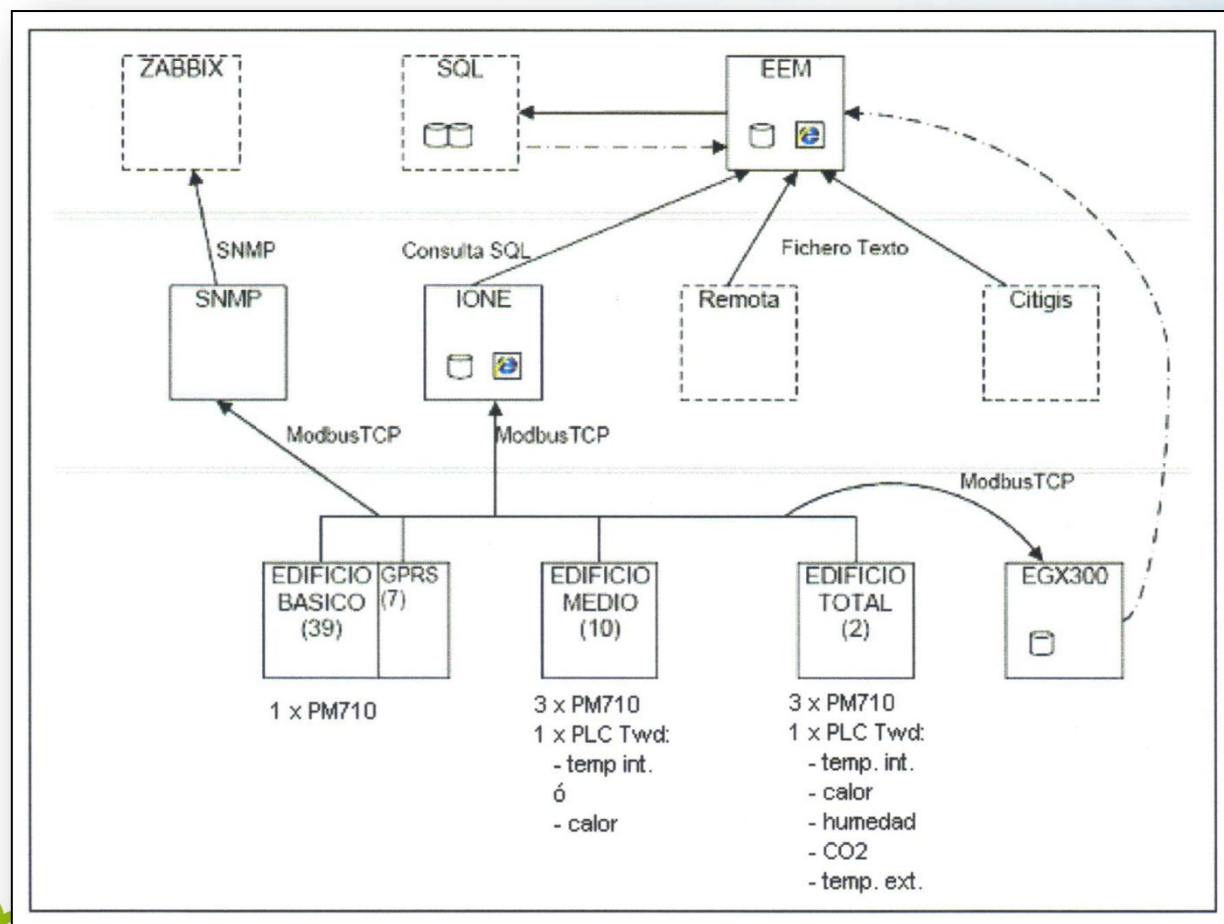 ZABBIX
SQL
EEM
SNMP
Consulta SQL
Fichero Texto
SNMP
IONE
Remota
Citigis
ModbusTCP
ModbusTCP
ModbusTCP
EDIFICIO
BASICO
(39)
GPRS
(7)
EDIFICIO
MEDIO
(10)
EDIFICIO
TOTAL
(2)
EGX300
1 x PM710
3 x PM710
1 x PLC Twd:
- temp int.
ó
- calor
3 x PM710
1 x PLC Twd:
- temp. int.
- calor
- humedad
- CO2
- temp. ext.